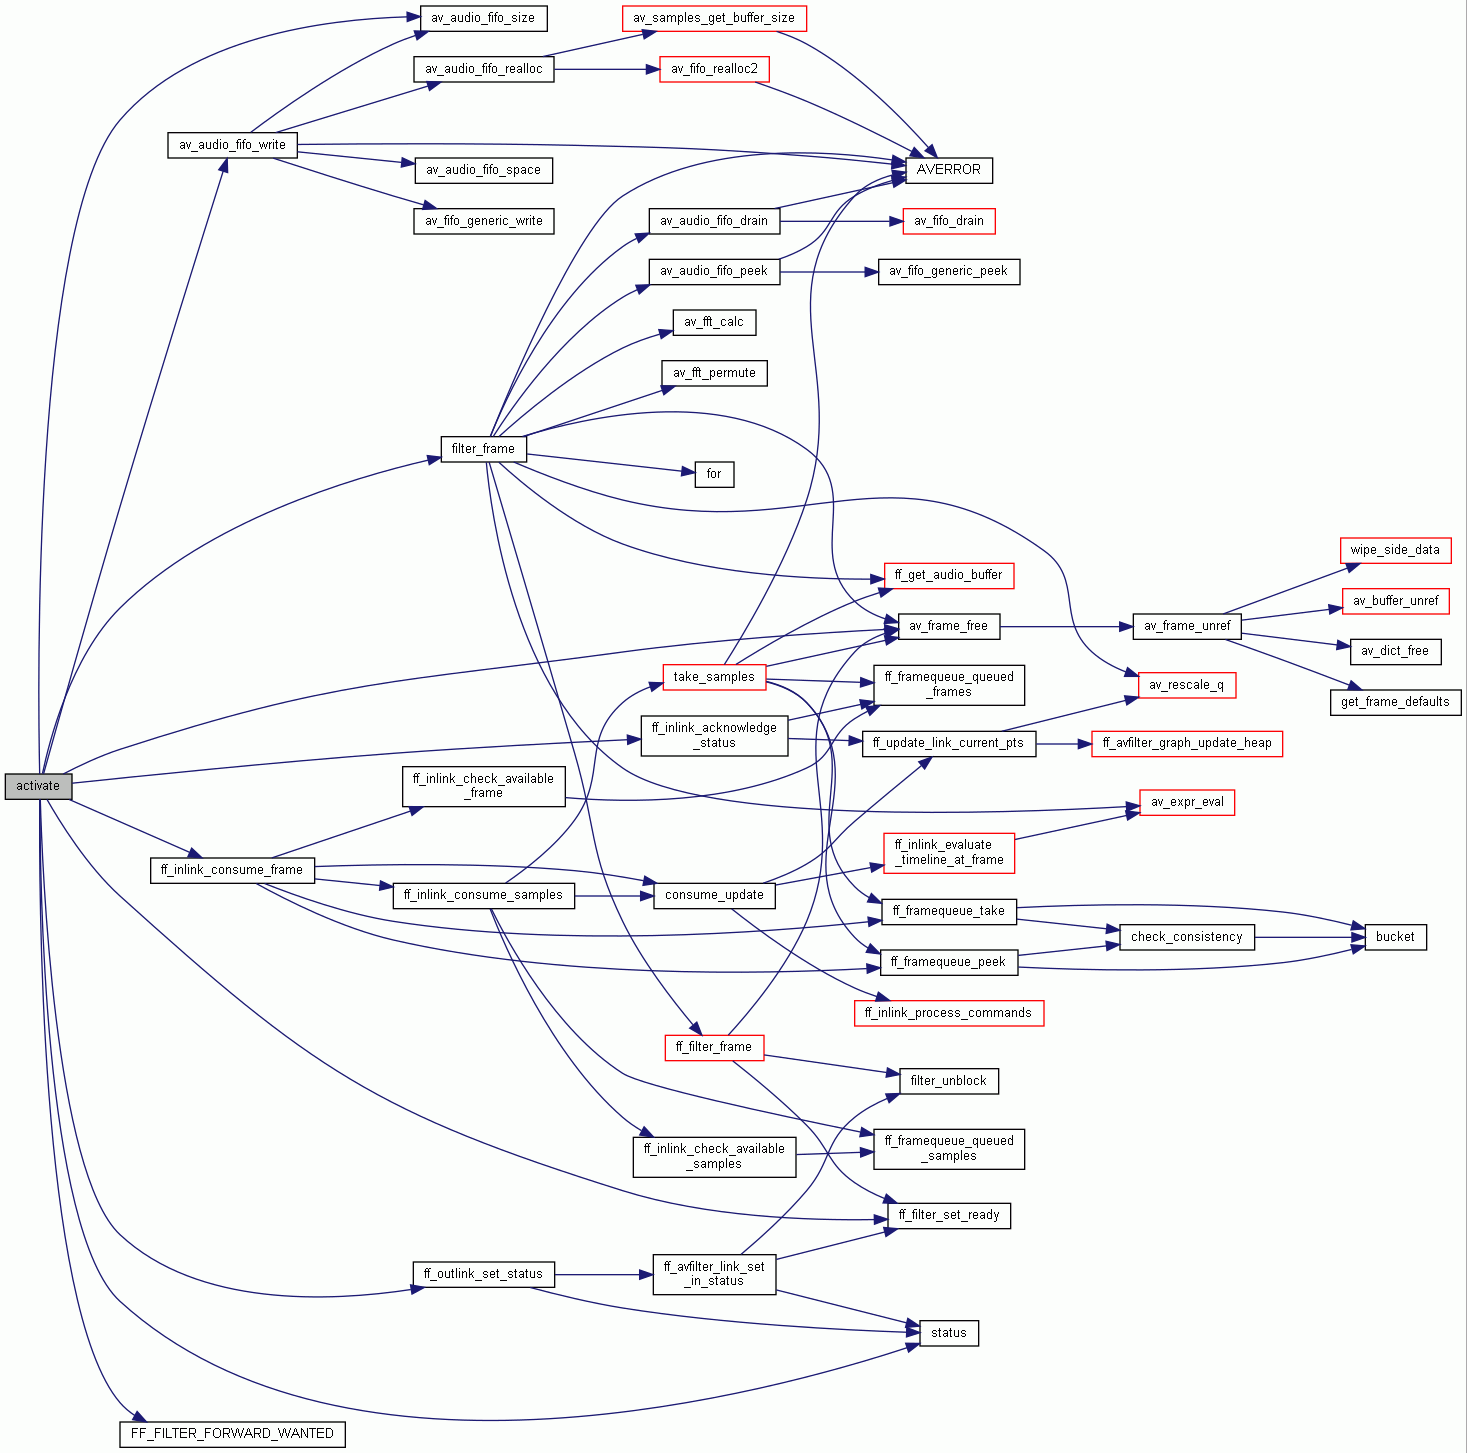 av_audio_fifo_size
av_samples_get_buffer_size
av_audio_fifo_realloc
av_fifo_realloc2
av_audio_fifo_write
av_audio_fifo_space
AVERROR
av_fifo_generic_write
av_audio_fifo_drain
av_fifo_drain
av_audio_fifo_peek
av_fifo_generic_peek
av_fft_calc
av_fft_permute
filter_frame
for
wipe_side_data
ff_get_audio_buffer
av_buffer_unref
av_frame_free
av_frame_unref
av_dict_free
take_samples
ff_framequeue_queued
_frames
av_rescale_q
get_frame_defaults
ff_inlink_acknowledge
_status
ff_update_link_current_pts
ff_avfilter_graph_update_heap
activate
ff_inlink_check_available
_frame
av_expr_eval
ff_inlink_evaluate
_timeline_at_frame
ff_inlink_consume_frame
ff_inlink_consume_samples
consume_update
ff_framequeue_take
check_consistency
bucket
ff_framequeue_peek
ff_inlink_process_commands
ff_filter_frame
filter_unblock
ff_inlink_check_available
_samples
ff_framequeue_queued
_samples
ff_filter_set_ready
ff_outlink_set_status
ff_avfilter_link_set
_in_status
status
FF_FILTER_FORWARD_WANTED